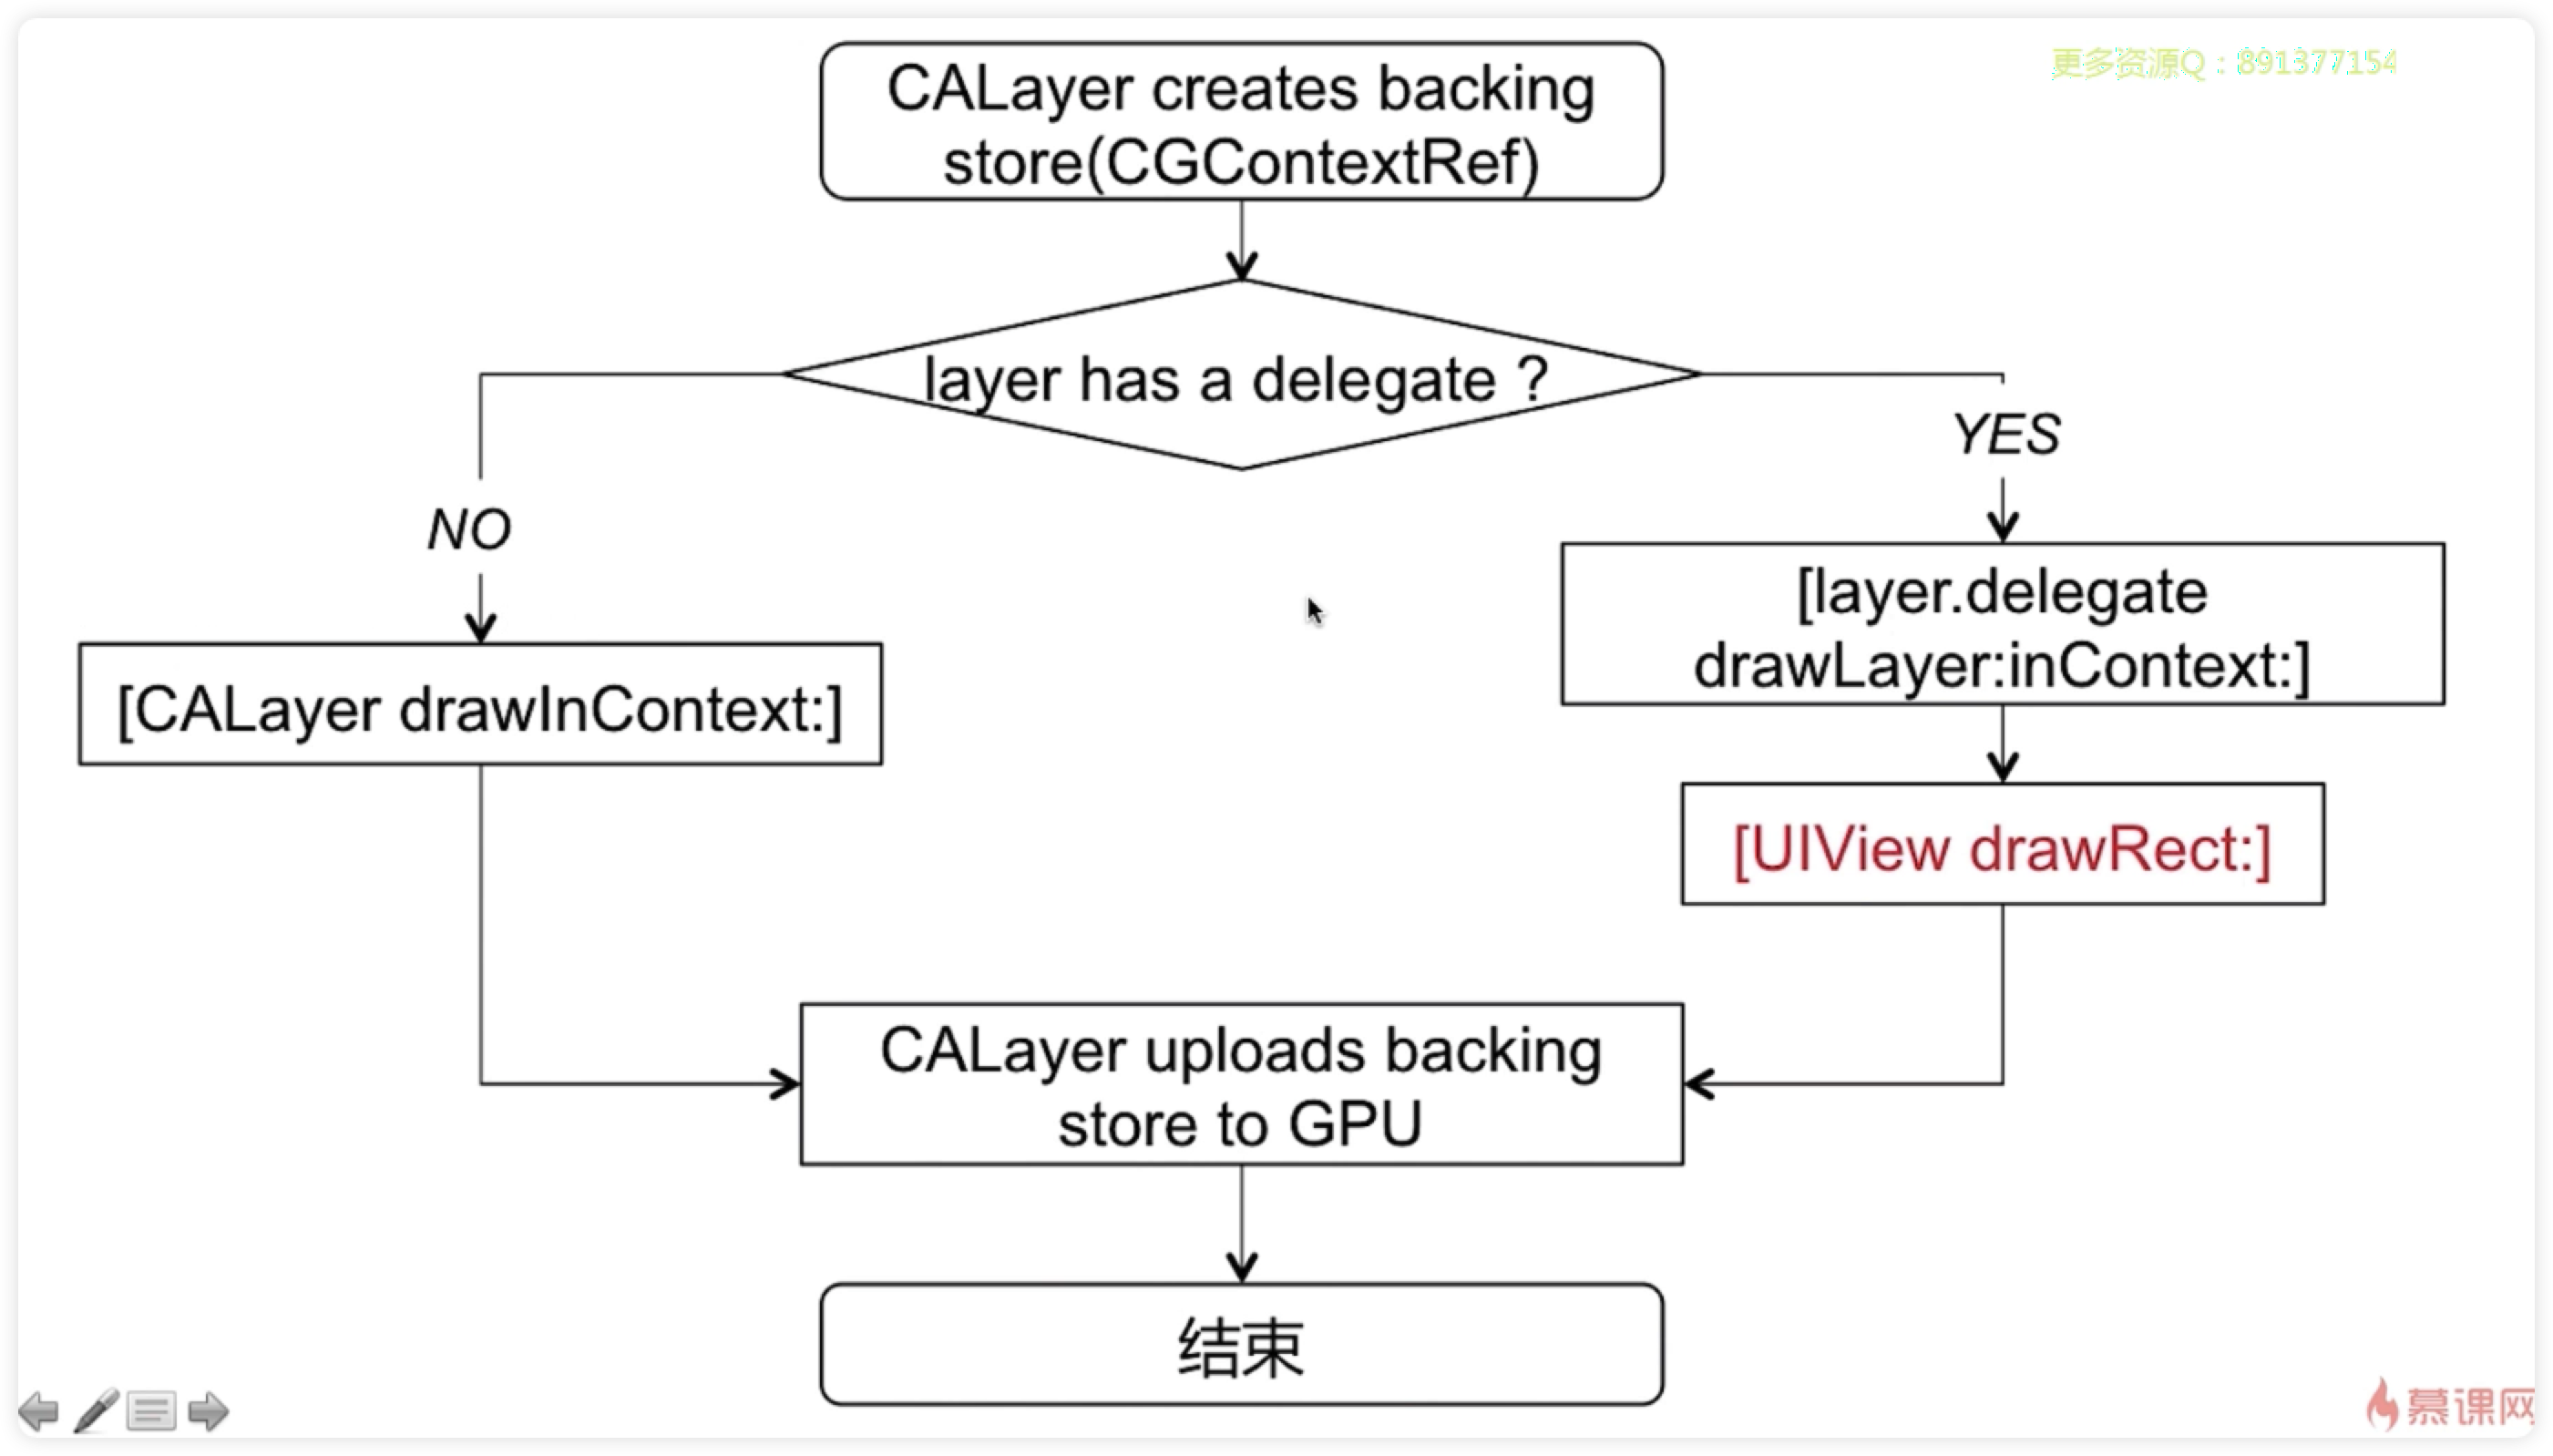 更多资源Q：891377154
CALayer creates backing
store(CGContextRef)
layer has a delegate ?
YES
NO
[layer.delegate
drawLayer:inContext:]
[CALayer drawInContext:]
[UIView drawRect:]
CALayer uploads backing
store to GPU
结束
慕课网